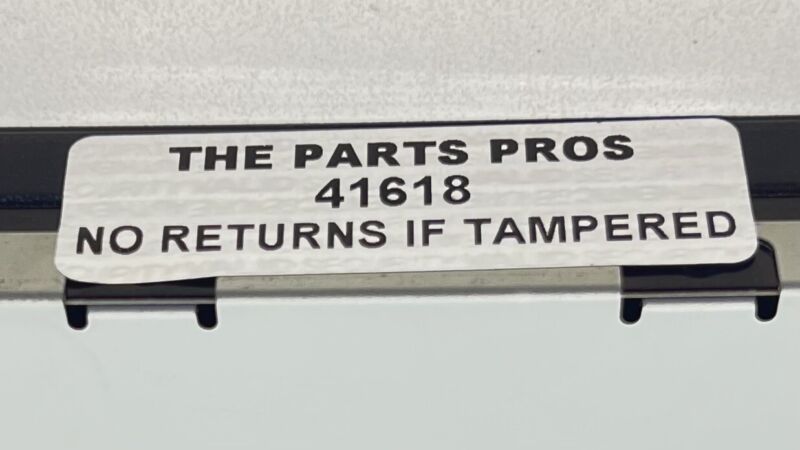 THE PARTS PROS
41618
NO RETURNS IF TAMPERED